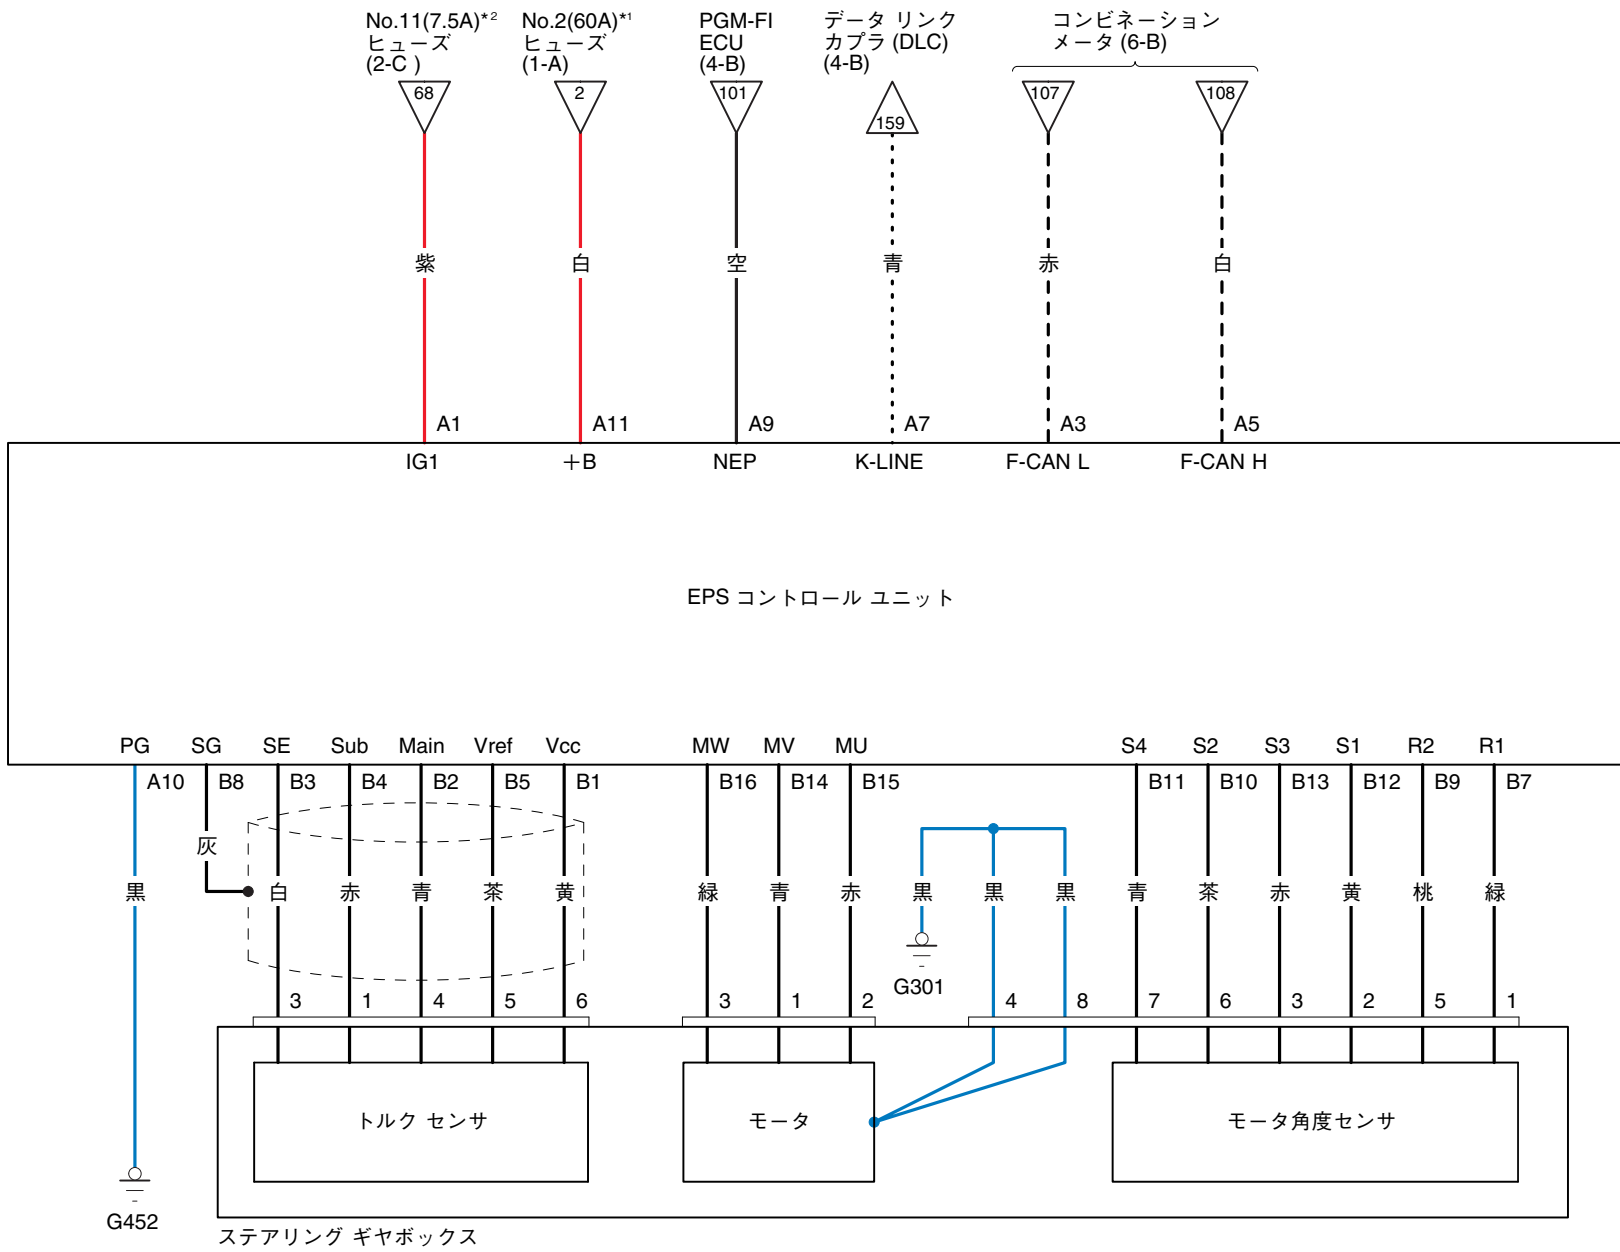 No.11(7.5A)*2
ヒューズ
(2-C )
No.2(60A)*1
ヒューズ
(1-A)
PGM-FI
ECU
(4-B)
データ リンク
カプラ (DLC)
(4-B)
コンビネーション
メータ (6-B)
68
2
101
159
107
108
紫
白
空
青
赤
白
A1
A11
A9
A7
A3
A5
IG1
+B
NEP
K-LINE
F-CAN L
F-CAN H
EPS コントロール ユニット
PG
SG
SE
Sub
Main
Vref
Vcc
MW
MV
MU
S4
S2
S3
S1
R2
R1
A10
B8
B3
B4
B2
B5
B1
B16
B14
B15
B11
B10
B13
B12
B9
B7
灰
黒
白
赤
青
茶
黄
緑
青
赤
黒
黒
黒
青
茶
赤
黄
桃
緑
G301
3
1
4
5
6
3
1
2
4
8
7
6
3
2
5
1
トルク センサ
モータ
モータ角度センサ
G452
ステアリング ギヤボックス